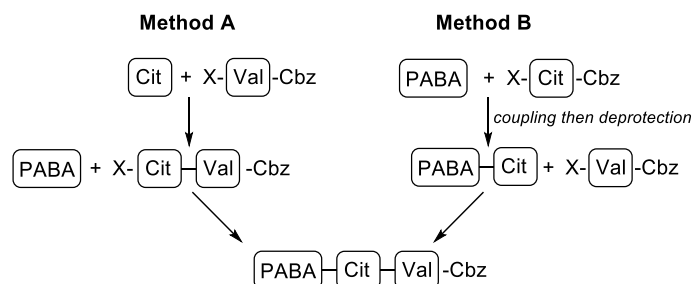 Method A
Cit + X- Val -Cbz
PABA + X- Cit Val -Cbz
Method B
PABA + X- Cit -Cbz
coupling then deprotection
PABA Cit + X- Val -Cbz
PABA Cit Val -Cbz